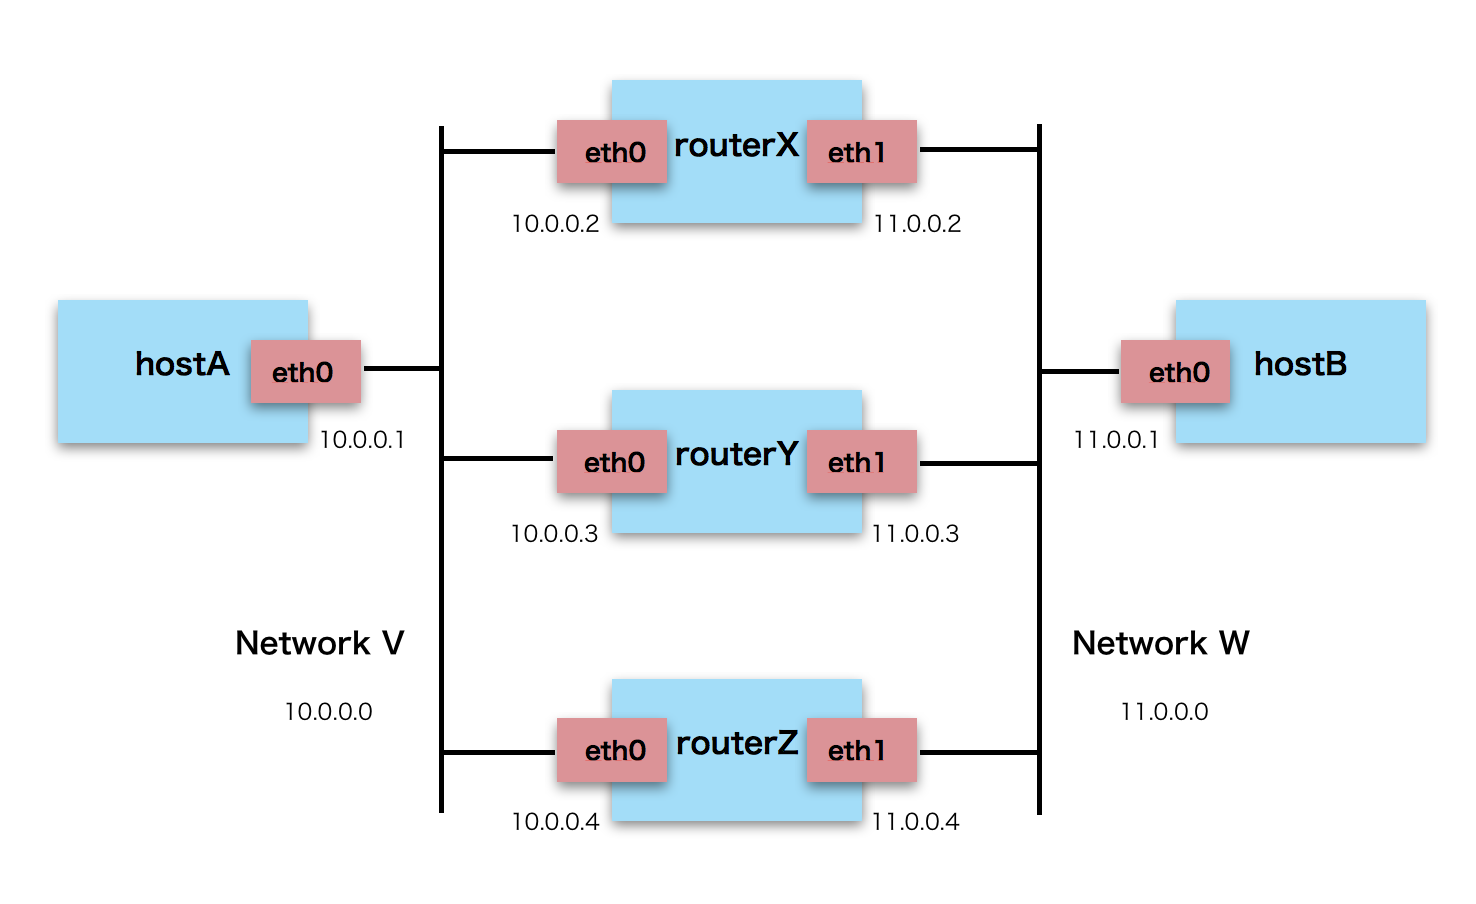 eth0 routerX eth1
10.0.0.2 11.0.0.2
hostA eth0
10.0.0.1
eth0 hostB
11.0.0.1
eth0 routerY eth1
10.0.0.3 11.0.0.3
Network V
10.0.0.0
Network W
11.0.0.0
eth0 routerZ eth1
10.0.0.4 11.0.0.4